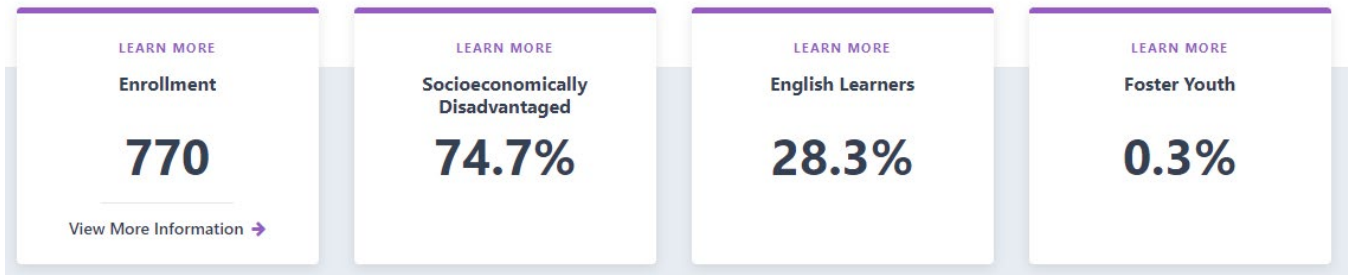 LEARN MORE
Enrollment
770
View More Information
LEARN MORE
Socioeconomically
Disadvantaged
74.7%
LEARN MORE
English Learners
28.3%
LEARN MORE
Foster Youth
0.3%